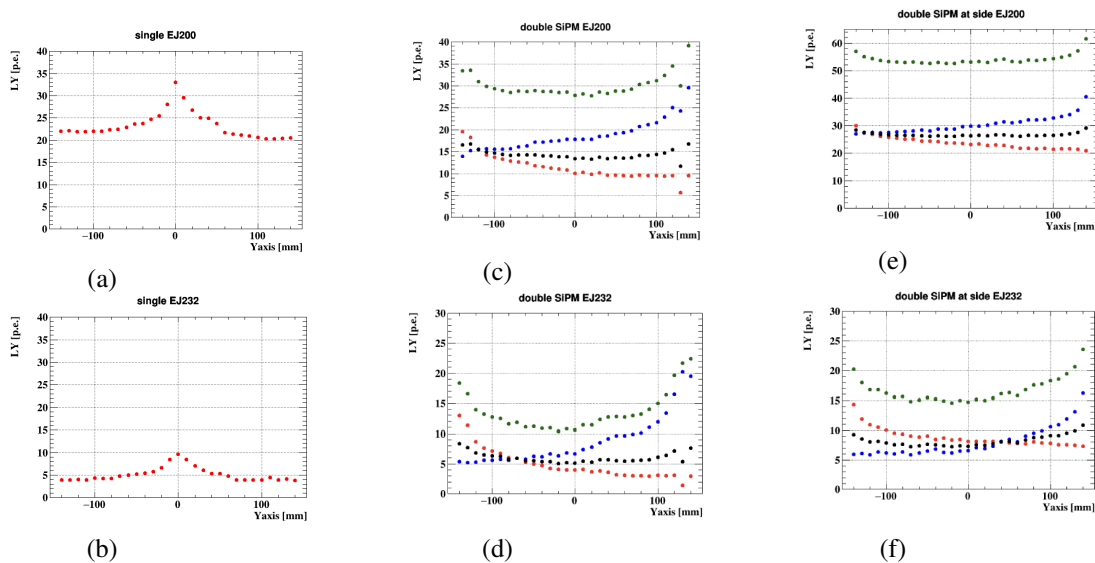 single EJ200
LY [p.e.]
40
35
30
25
20
15
10
5
0
−100 0 100
Yaxis [mm]
(a)
double SiPM EJ200
LY [p.e.]
40
35
30
25
20
15
10
5
0
−100 0 100
Yaxis [mm]
(c)
double SiPM at side EJ200
LY [p.e.]
60
50
40
30
20
10
0
−100 0 100
Yaxis [mm]
(e)
single EJ232
LY [p.e.]
40
35
30
25
20
15
10
5
0
−100 0 100
Yaxis [mm]
(b)
double SiPM EJ232
LY [p.e.]
30
25
20
15
10
5
0
−100 0 100
Yaxis [mm]
(d)
double SiPM at side EJ232
LY [p.e.]
30
25
20
15
10
5
0
−100 0 100
Yaxis [mm]
(f)